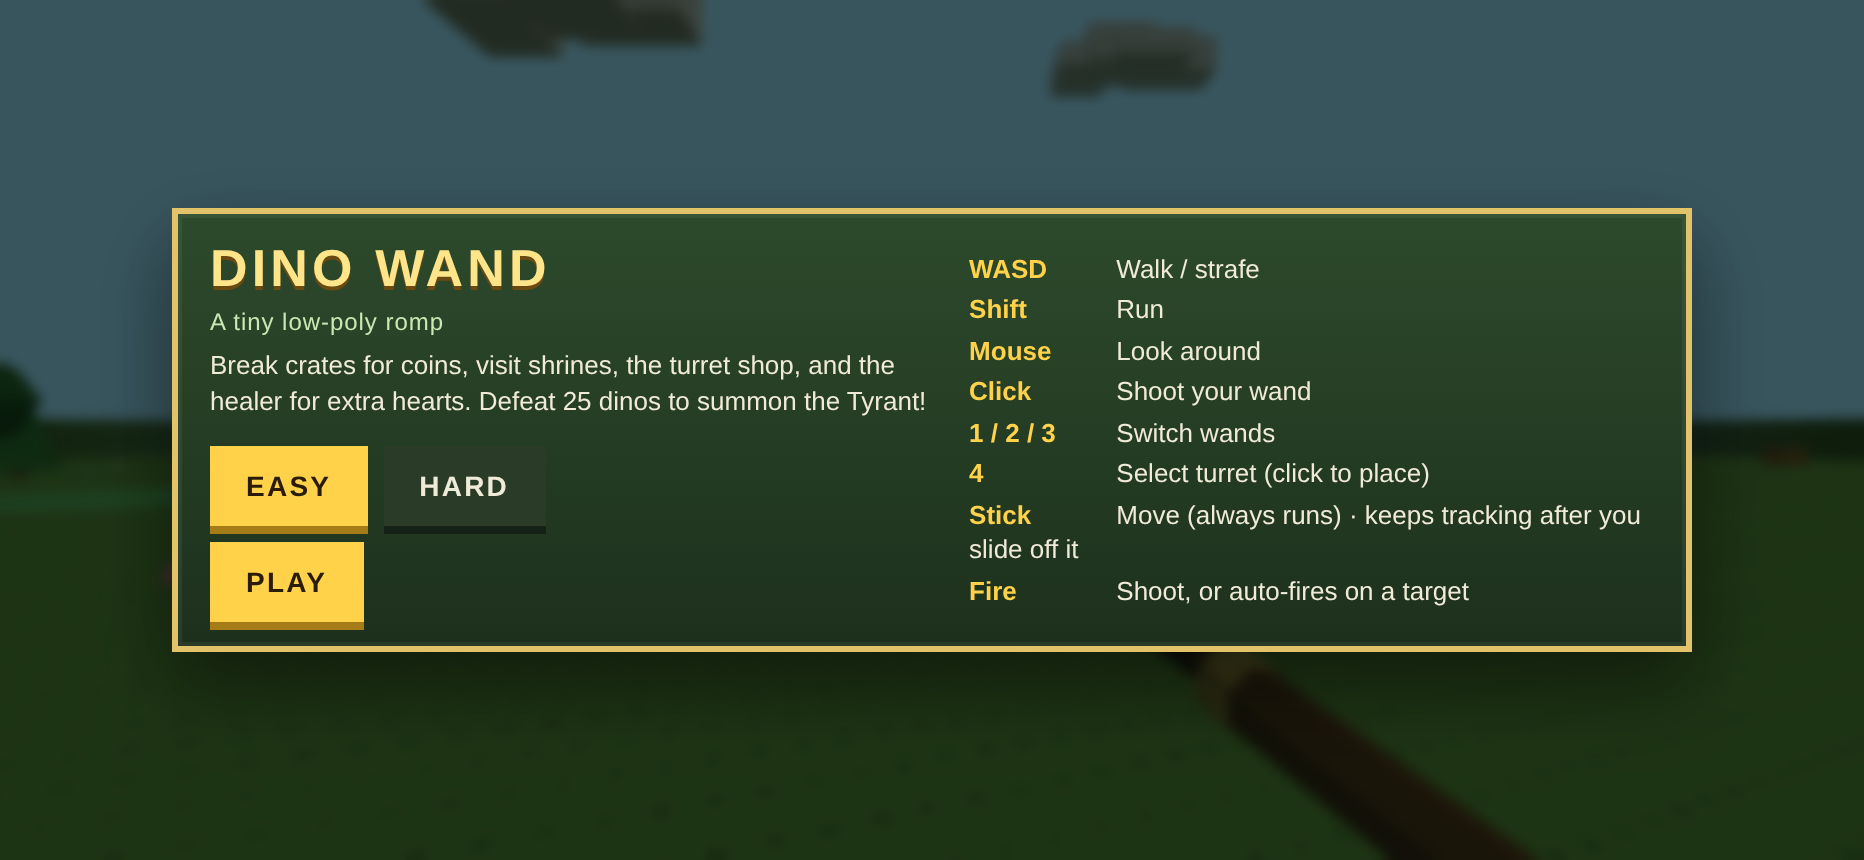 DINO WAND
A tiny low-poly romp
Break crates for coins, visit shrines, the turret shop, and the
healer for extra hearts. Defeat 25 dinos to summon the Tyrant!
EASY HARD
PLAY
WASD Walk / strafe
Shift Run
Mouse Look around
Click Shoot your wand
1 / 2 / 3 Switch wands
4 Select turret (click to place)
Stick Move (always runs) · keeps tracking after you
slide off it
Fire Shoot, or auto-fires on a target